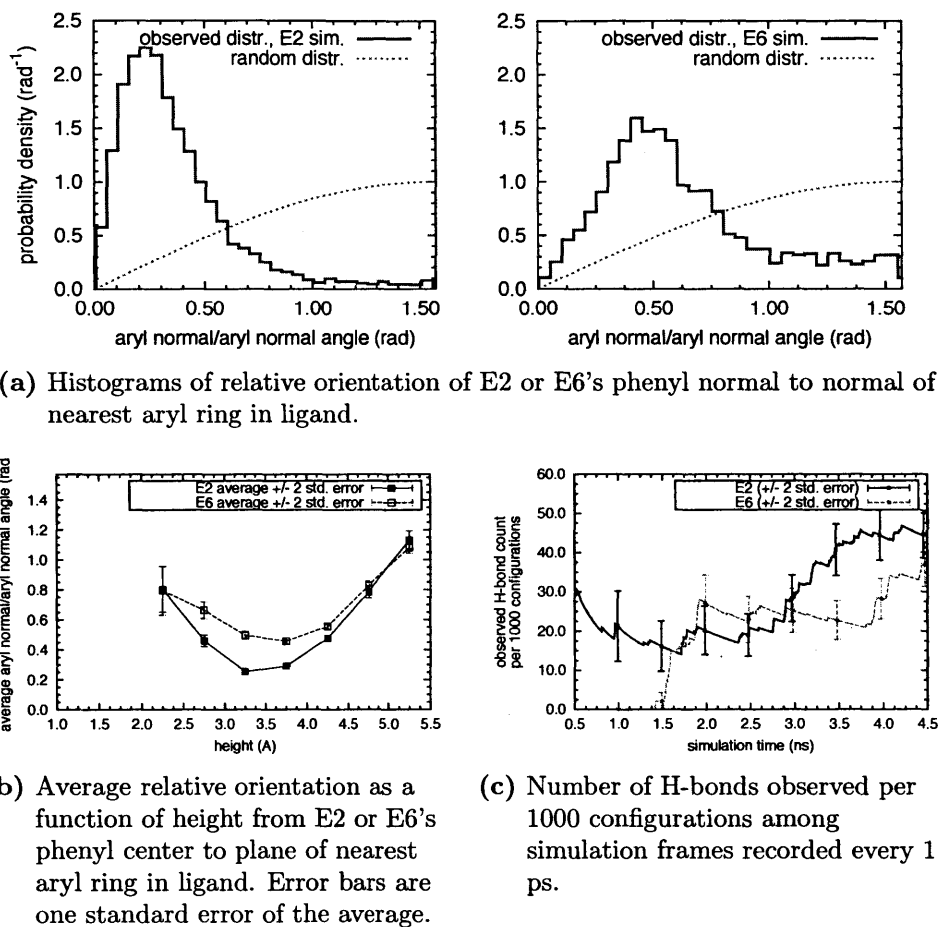 observed distr., E2 sim.
random distr.
probability density (rad⁻¹)
2.5
2.0
1.5
1.0
0.5
0.0
0.00 0.50 1.00 1.50
aryl normal/aryl normal angle (rad)
observed distr., E6 sim.
random distr.
2.5
2.0
1.5
1.0
0.5
0.0
0.00 0.50 1.00 1.50
aryl normal/aryl normal angle (rad)
(a) Histograms of relative orientation of E2 or E6's phenyl normal to normal of
nearest aryl ring in ligand.
average aryl normal/aryl normal angle (rad
E2 average +/- 2 std. error
E6 average +/- 2 std. error
1.4
1.2
1.0
0.8
0.6
0.4
0.2
0.0
1.0 1.5 2.0 2.5 3.0 3.5 4.0 4.5 5.0 5.5
height (A)
observed H-bond count
per 1000 configurations
E2 (+/- 2 std. error)
E6 (+/- 2 std. error)
60.0
50.0
40.0
30.0
20.0
10.0
0.0
0.5 1.0 1.5 2.0 2.5 3.0 3.5 4.0 4.5
simulation time (ns)
b) Average relative orientation as a
function of height from E2 or E6's
phenyl center to plane of nearest
aryl ring in ligand. Error bars are
one standard error of the average.
(c) Number of H-bonds observed per
1000 configurations among
simulation frames recorded every 1
ps.